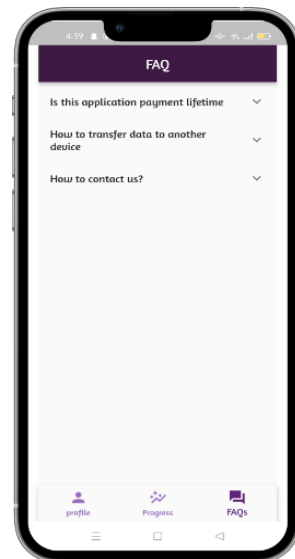 4:59
FAQ
Is this application payment lifetime
How to transfer data to another
device
How to contact us?
profile
Progress
FAQs